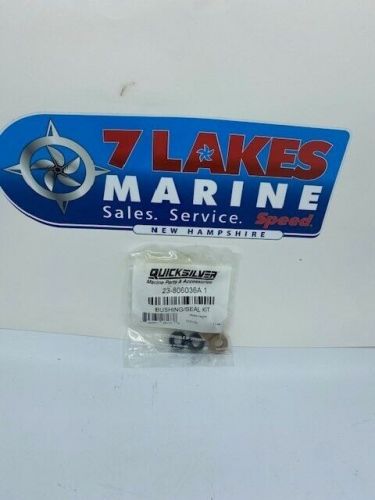 7 LAKES
MARINE
Sales. Service. Speed.
NEW HAMPSHIRE
QUICKSILVER
Marine Parts & Accessories
23-806036A 1
BUSHING/SEAL KIT